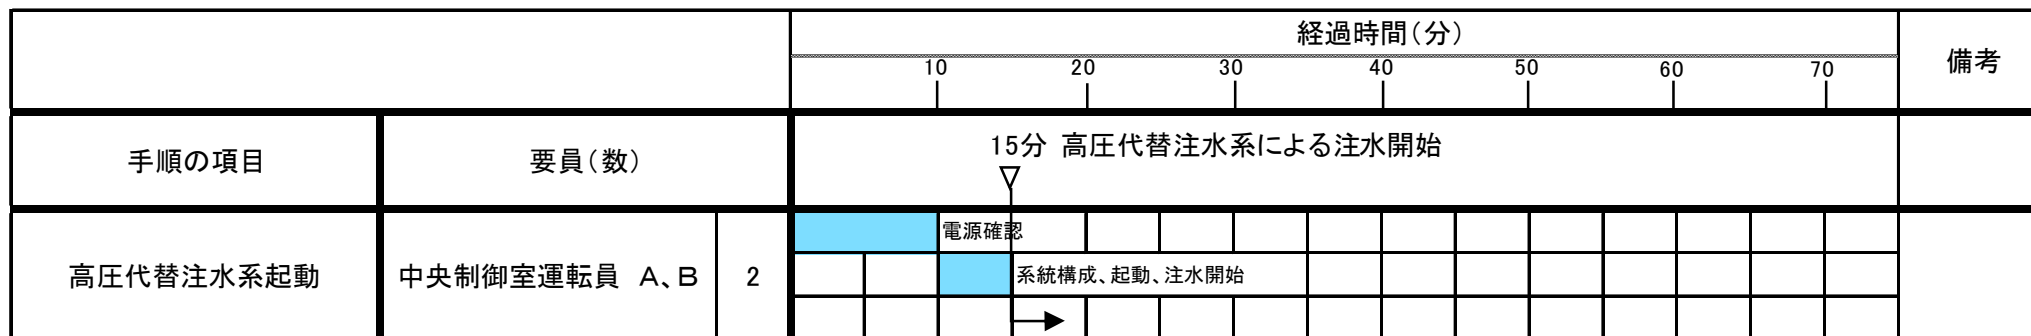 経過時間(分)
備考
10 20 30 40 50 60 70
手順の項目
要員(数)
15分 高圧代替注水系による注水開始
電源確認
高圧代替注水系起動
中央制御室運転員 A、B
2
系統構成、起動、注水開始